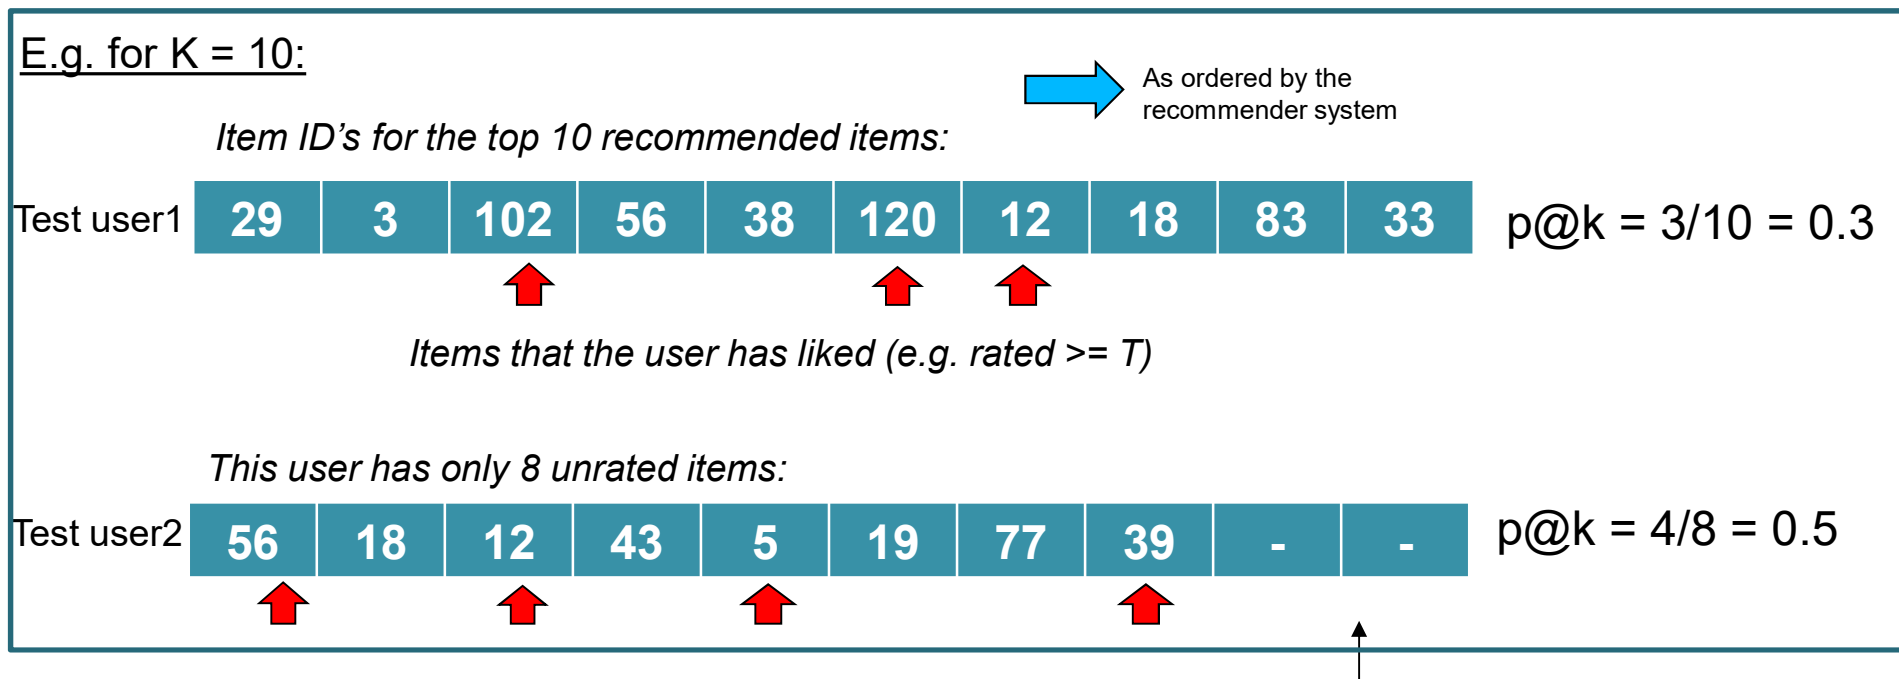 E.g. for K = 10:
As ordered by the
recommender system
Item ID’s for the top 10 recommended items:
Test user1 29 3 102 56 38 120 12 18 83 33 p@k = 3/10 = 0.3
Items that the user has liked (e.g. rated >= T)
This user has only 8 unrated items:
Test user2 56 18 12 43 5 19 77 39 - - p@k = 4/8 = 0.5